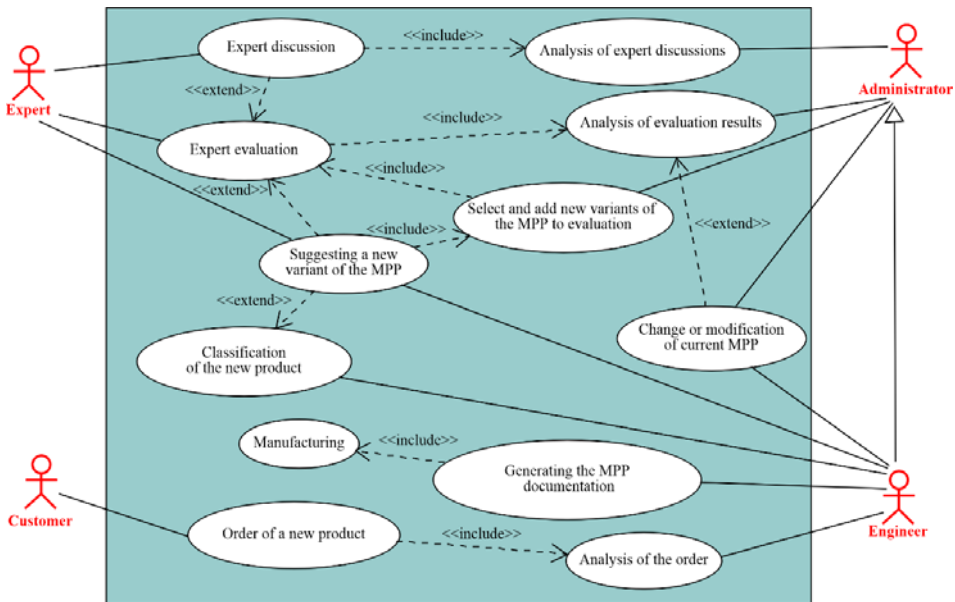 Expert discussion
<<include>>
Analysis of expert discussions
Expert
Administrator
<<extend>>
Expert evaluation
<<include>>
Analysis of evaluation results
<<include>>
<<extend>>
Select and add new variants of
the MPP to evaluation
<<extend>>
<<include>>
Suggesting a new
variant of the MPP
<<extend>>
Change or modification
of current MPP
Classification
of the new product
Manufacturing
<<include>>
Generating the MPP
documentation
Customer
Engineer
Order of a new product
<<include>>
Analysis of the order